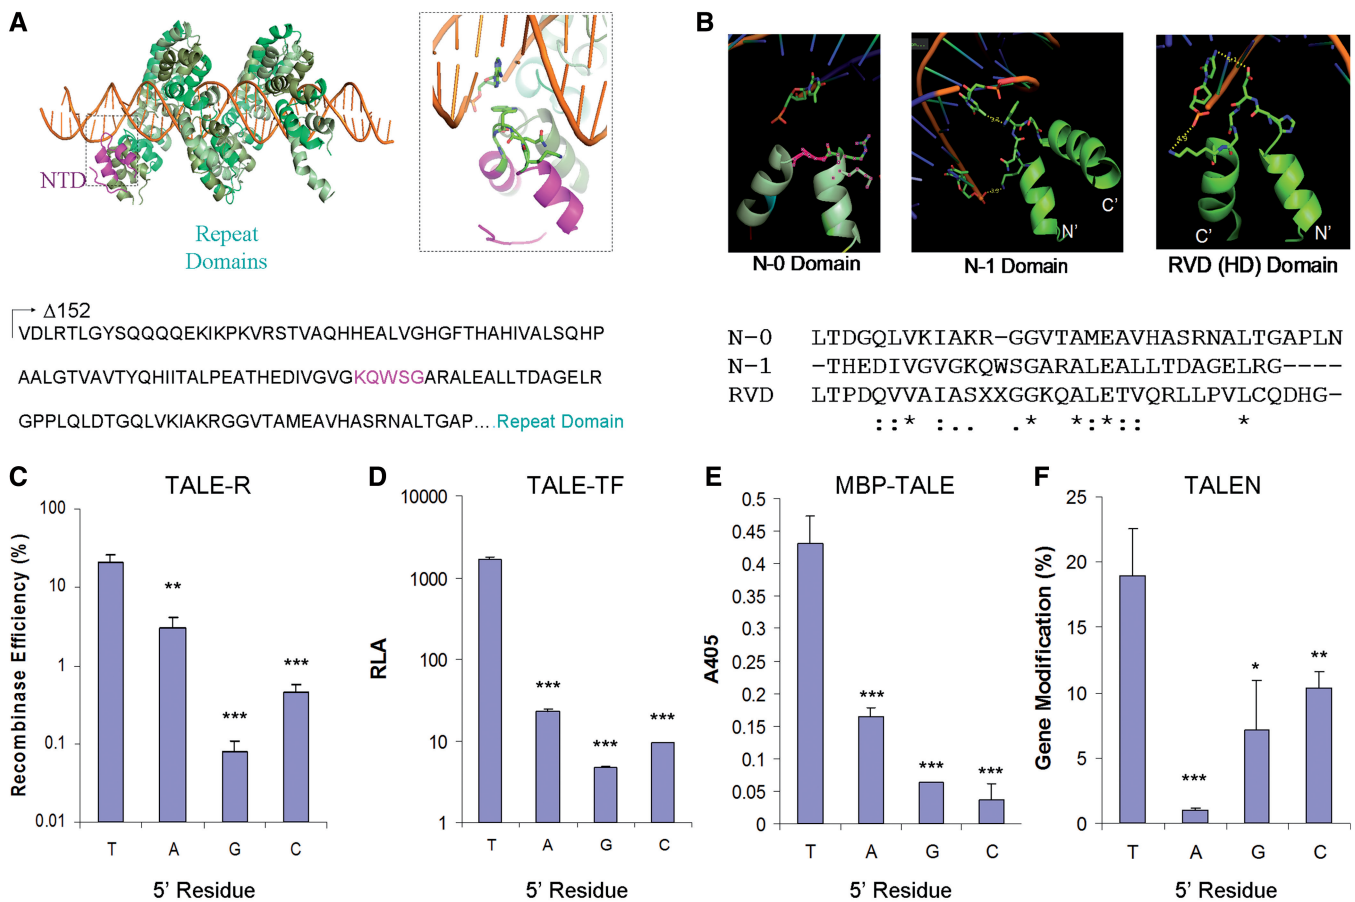 A
NTD
Repeat
Domains
Δ152
VDLRTLGYSQQQQEKIKPKVRSTVAQHHEALVGHGFTHAHIVALSQHP
AALGTVAVTYQHIITALPEATHEDIVGVGKQWSGARALEALLTDAGELR
GPPLQLDTGQLVKIAKRGGVTAMEAVHASRNALTGAP....Repeat Domain
B
C'
N'
C'
N'
N-0 Domain
N-1 Domain
RVD (HD) Domain
N-0 LTDGQLVKIAKR-GGVTAMEAVHASRNALTGAPLN
N-1 -THEDIVGVGKQWSGARALEALLTDAGELRG----
RVD LTPDQVVAIASXXGGKQALETVQRLLPVLCQDHG-
::* :.. .* *:*:: *
C
TALE-R
Recombinase Efficiency (%)
100
10
1
0.1
0.01
**
***
***
T A G C
5' Residue
D
TALE-TF
RLA
10000
1000
100
10
1
***
***
***
T A G C
5' Residue
E
MBP-TALE
A405
0.5
0.45
0.4
0.35
0.3
0.25
0.2
0.15
0.1
0.05
0
***
***
***
T A G C
5' Residue
F
TALEN
Gene Modification (%)
25
20
15
10
5
0
***
*
**
T A G C
5' Residue